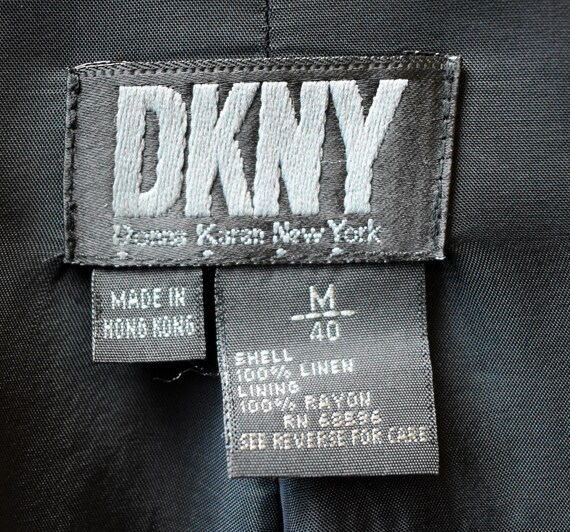 DKNY
Donna Karan New York
MADE IN
HONG KONG
M
40
SHELL
100% LINEN
LINING
100% RAYON
RN 68596
SEE REVERSE FOR CARE